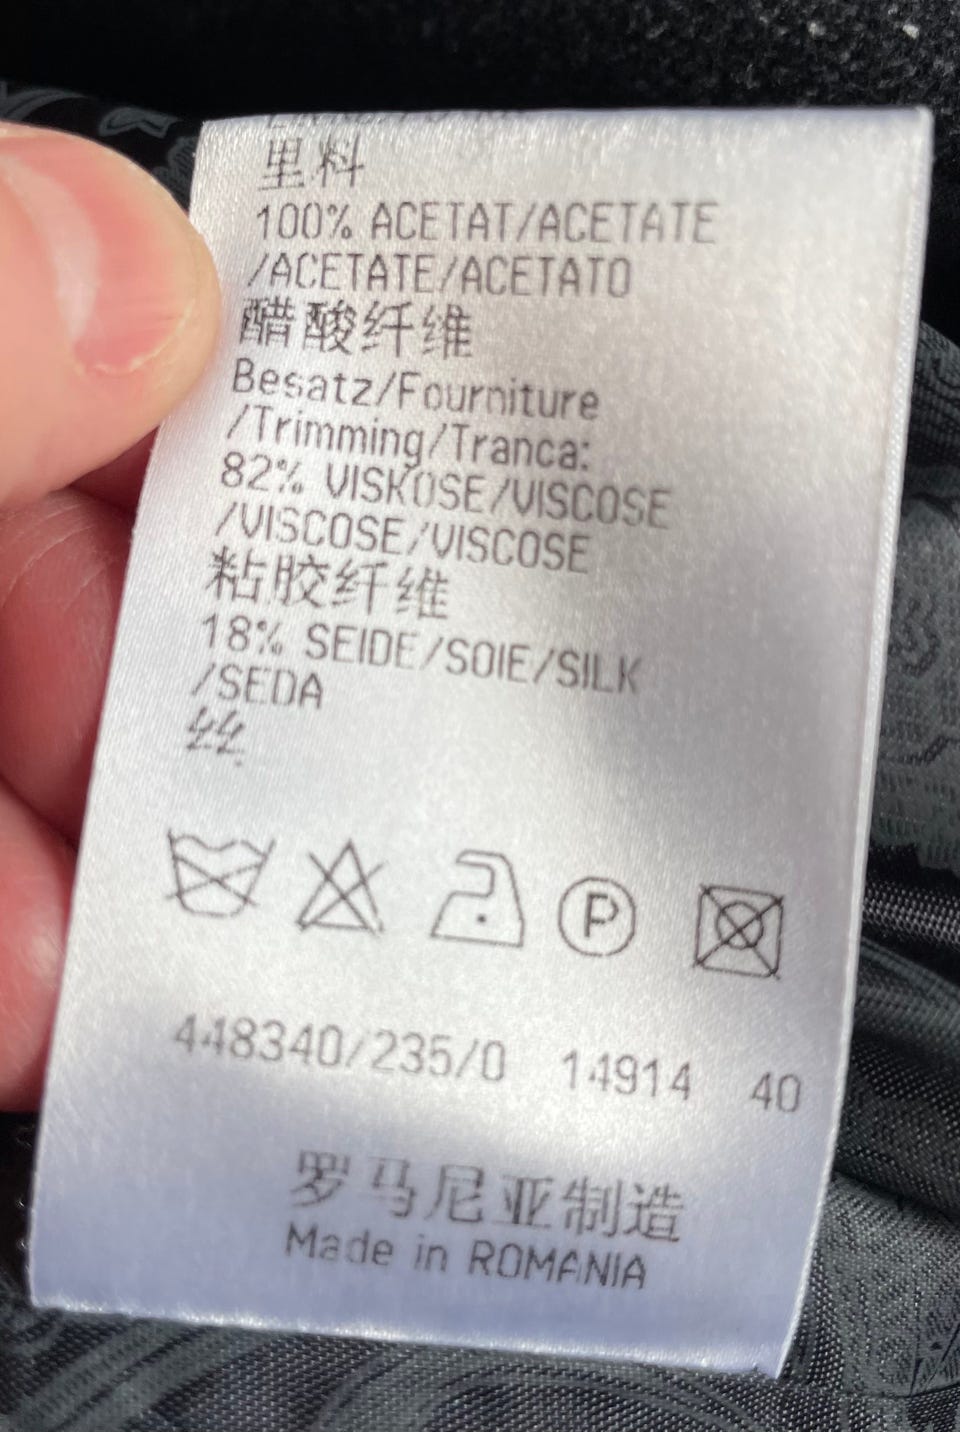 里料
100% ACETAT/ACETATE
/ACETATE/ACETATO
醋酸纤维
Besatz/Fourniture
/Trimming/Tranca:
82% VISKOSE/VISCOSE
/VISCOSE/VISCOSE
粘胶纤维
18% SEIDE/SOIE/SILK
/SEDA
丝
P
448340/235/0 14914 40
罗马尼亚制造
Made in ROMANIA